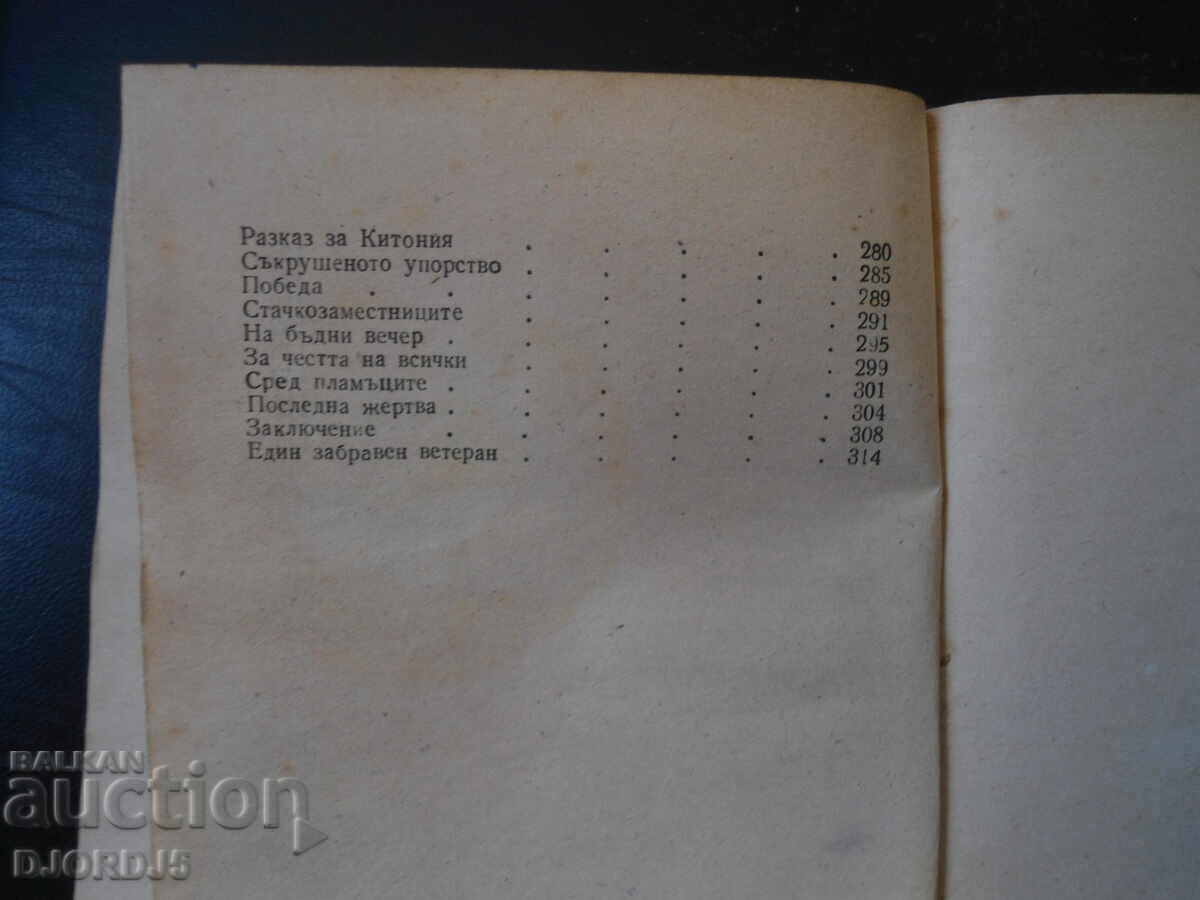 Разказ за Китония . . . . . 280
Съкрушеното упорство . . . . . 285
Победа . . . . . . . 289
Стачкозаместниците . . . . . 291
На бъдни вечер . . . . . . 295
За честта на всички . . . . . 299
Сред пламъците . . . . . . 301
Последна жертва . . . . . . 304
Заключение . . . . . . 308
Един забравен ветеран . . . . . 314
BALKAN
auction
DJORDJ5